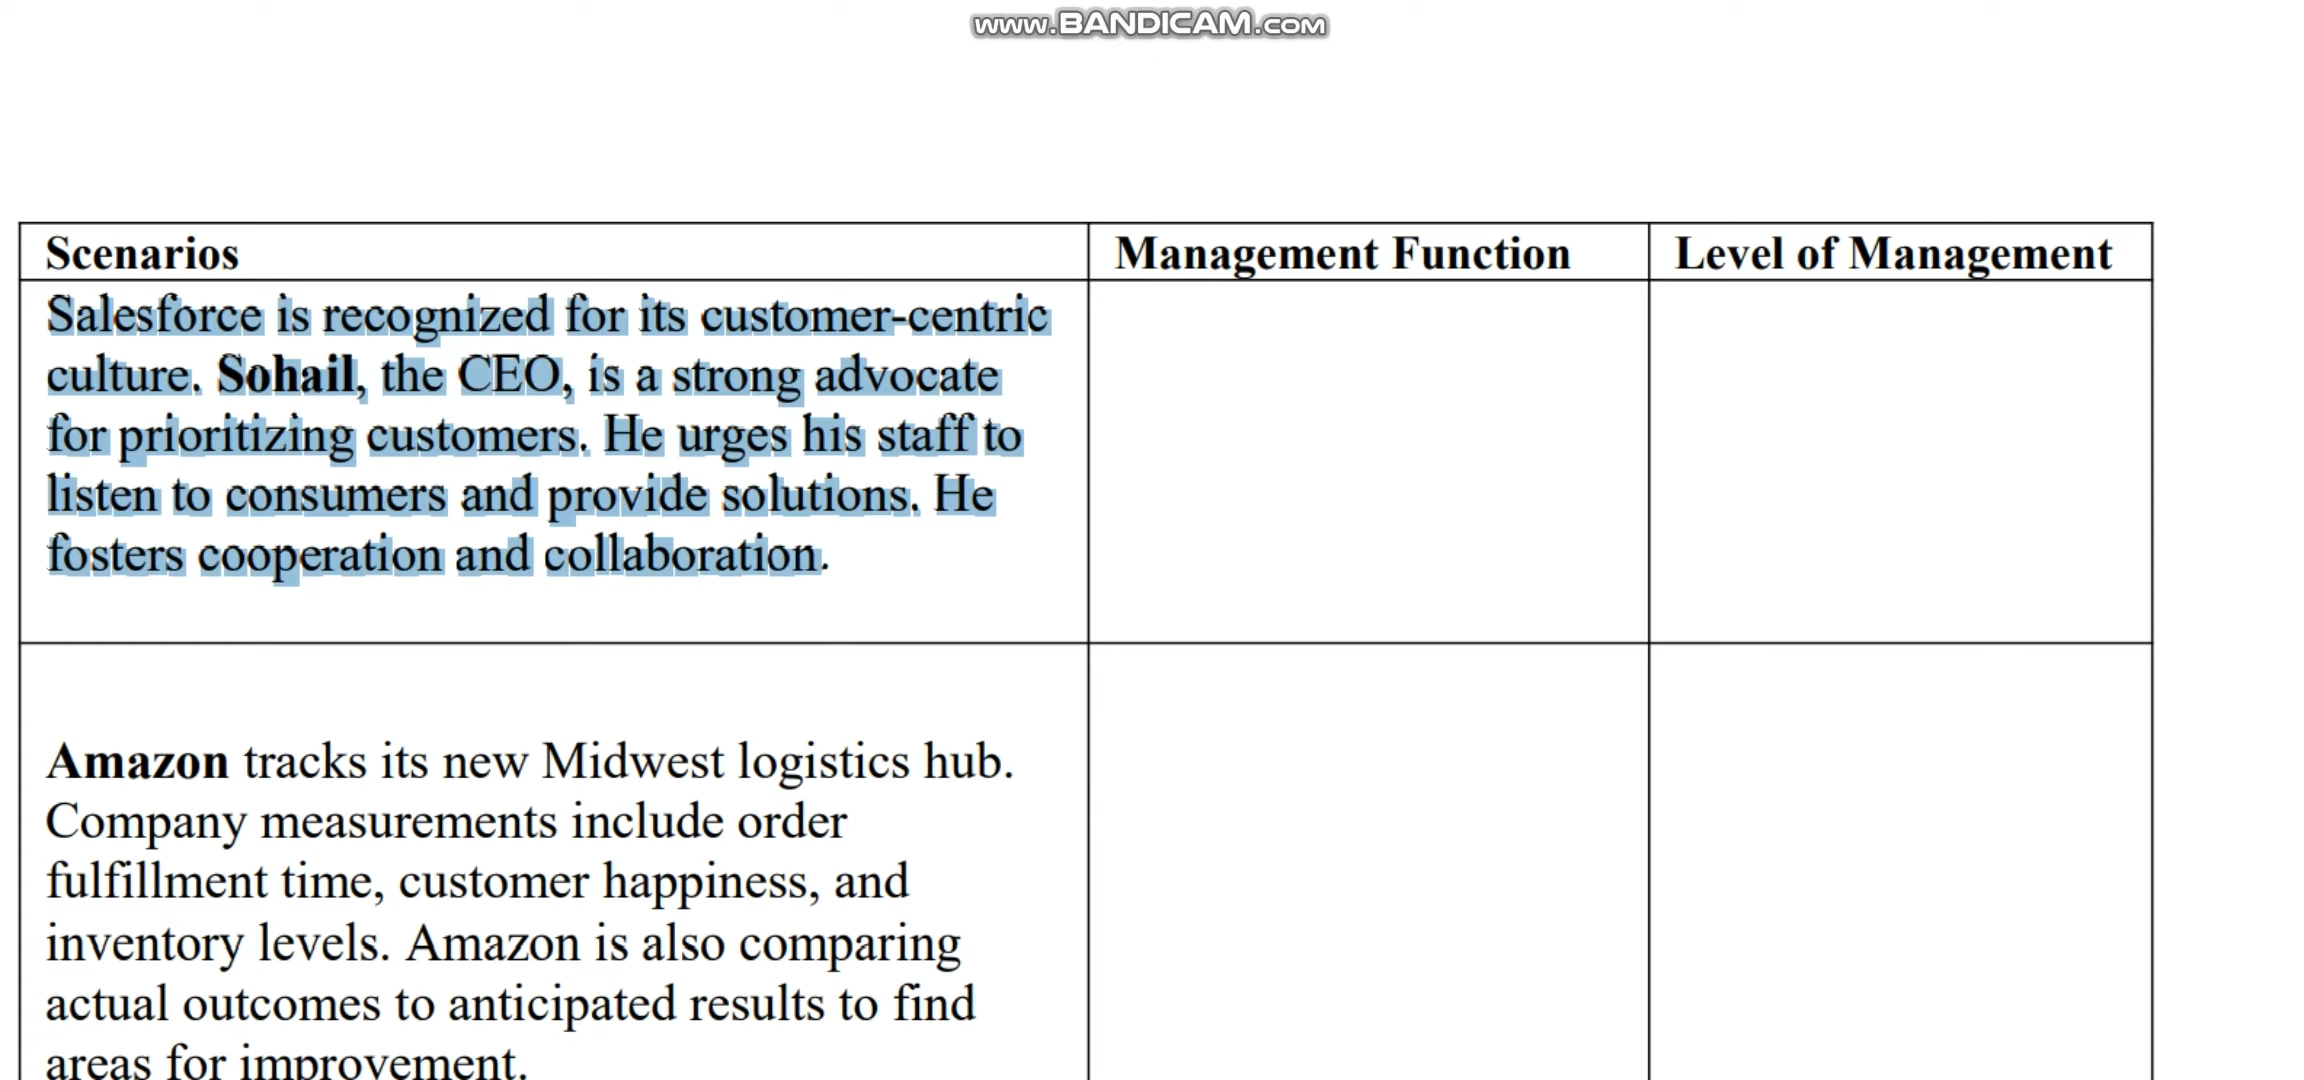 www.BANDICAM.com
Scenarios
Management Function
Level of Management
Salesforce is recognized for its customer-centric
culture. Sohail, the CEO, is a strong advocate
for prioritizing customers. He urges his staff to
listen to consumers and provide solutions. He
fosters cooperation and collaboration.
Amazon tracks its new Midwest logistics hub.
Company measurements include order
fulfillment time, customer happiness, and
inventory levels. Amazon is also comparing
actual outcomes to anticipated results to find
areas for improvement.